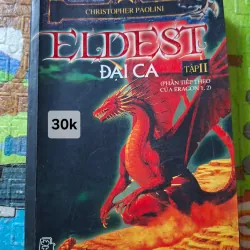 CHRISTOPHER PAOLINI
ELDEST
ĐẠI CA
TẬP II
(PHẦN TIẾP THEO
CỦA ERAGON 1, 2)
30k